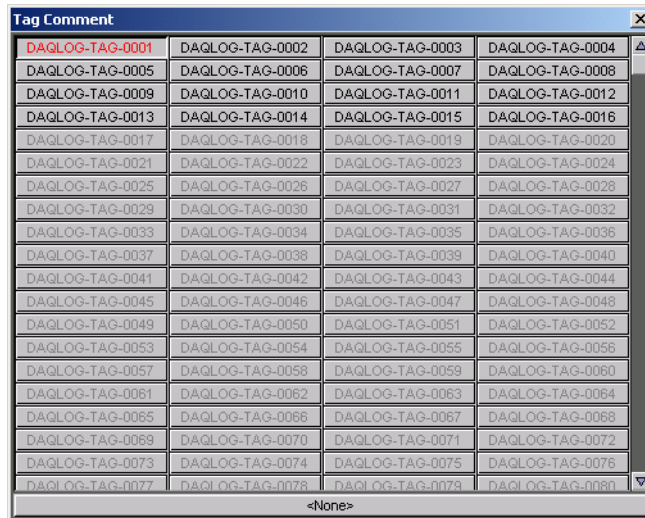 Tag Comment
DAQLOG-TAG-0001 DAQLOG-TAG-0002 DAQLOG-TAG-0003 DAQLOG-TAG-0004
DAQLOG-TAG-0005 DAQLOG-TAG-0006 DAQLOG-TAG-0007 DAQLOG-TAG-0008
DAQLOG-TAG-0009 DAQLOG-TAG-0010 DAQLOG-TAG-0011 DAQLOG-TAG-0012
DAQLOG-TAG-0013 DAQLOG-TAG-0014 DAQLOG-TAG-0015 DAQLOG-TAG-0016
DAQLOG-TAG-0017 DAQLOG-TAG-0018 DAQLOG-TAG-0019 DAQLOG-TAG-0020
DAQLOG-TAG-0021 DAQLOG-TAG-0022 DAQLOG-TAG-0023 DAQLOG-TAG-0024
DAQLOG-TAG-0025 DAQLOG-TAG-0026 DAQLOG-TAG-0027 DAQLOG-TAG-0028
DAQLOG-TAG-0029 DAQLOG-TAG-0030 DAQLOG-TAG-0031 DAQLOG-TAG-0032
DAQLOG-TAG-0033 DAQLOG-TAG-0034 DAQLOG-TAG-0035 DAQLOG-TAG-0036
DAQLOG-TAG-0037 DAQLOG-TAG-0038 DAQLOG-TAG-0039 DAQLOG-TAG-0040
DAQLOG-TAG-0041 DAQLOG-TAG-0042 DAQLOG-TAG-0043 DAQLOG-TAG-0044
DAQLOG-TAG-0045 DAQLOG-TAG-0046 DAQLOG-TAG-0047 DAQLOG-TAG-0048
DAQLOG-TAG-0049 DAQLOG-TAG-0050 DAQLOG-TAG-0051 DAQLOG-TAG-0052
DAQLOG-TAG-0053 DAQLOG-TAG-0054 DAQLOG-TAG-0055 DAQLOG-TAG-0056
DAQLOG-TAG-0057 DAQLOG-TAG-0058 DAQLOG-TAG-0059 DAQLOG-TAG-0060
DAQLOG-TAG-0061 DAQLOG-TAG-0062 DAQLOG-TAG-0063 DAQLOG-TAG-0064
DAQLOG-TAG-0065 DAQLOG-TAG-0066 DAQLOG-TAG-0067 DAQLOG-TAG-0068
DAQLOG-TAG-0069 DAQLOG-TAG-0070 DAQLOG-TAG-0071 DAQLOG-TAG-0072
DAQLOG-TAG-0073 DAQLOG-TAG-0074 DAQLOG-TAG-0075 DAQLOG-TAG-0076
DAQLOG-TAG-0077 DAQLOG-TAG-0078 DAQLOG-TAG-0079 DAQLOG-TAG-0080
<None>